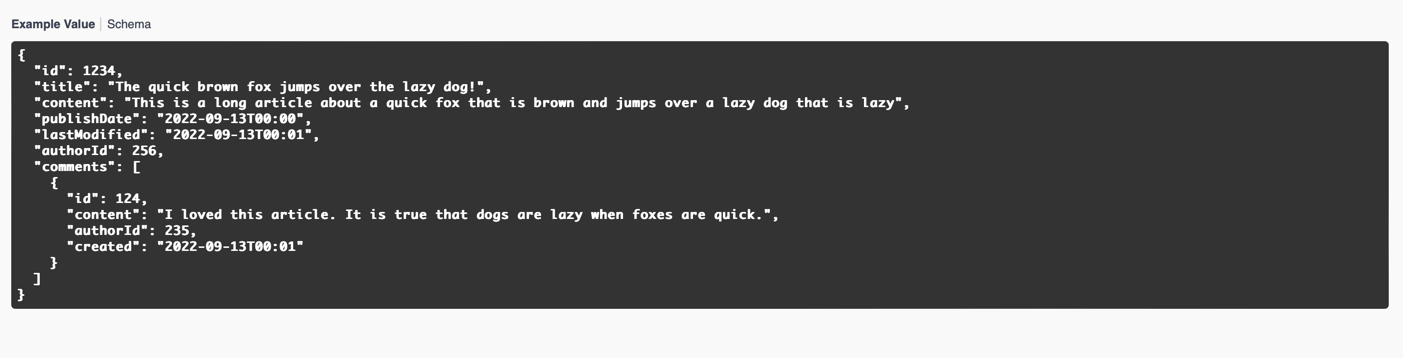 Example Value | Schema
{
  "id": 1234,
  "title": "The quick brown fox jumps over the lazy dog!",
  "content": "This is a long article about a quick fox that is brown and jumps over a lazy dog that is lazy",
  "publishDate": "2022-09-13T00:00",
  "lastModified": "2022-09-13T00:01",
  "authorId": 256,
  "comments": [
    {
      "id": 124,
      "content": "I loved this article. It is true that dogs are lazy when foxes are quick.",
      "authorId": 235,
      "created": "2022-09-13T00:01"
    }
  ]
}